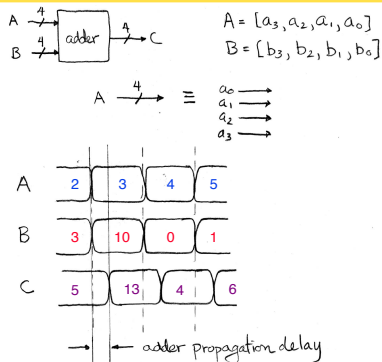 A 4 adder 4 C
B 4
A = [a₃, a₂, a₁, a₀]
B = [b₃, b₂, b₁, b₀]
A 4 ≡ a₀
a₁
a₂
a₃
A 2 3 4 5
B 3 10 0 1
C 5 13 4 6
adder propagation delay